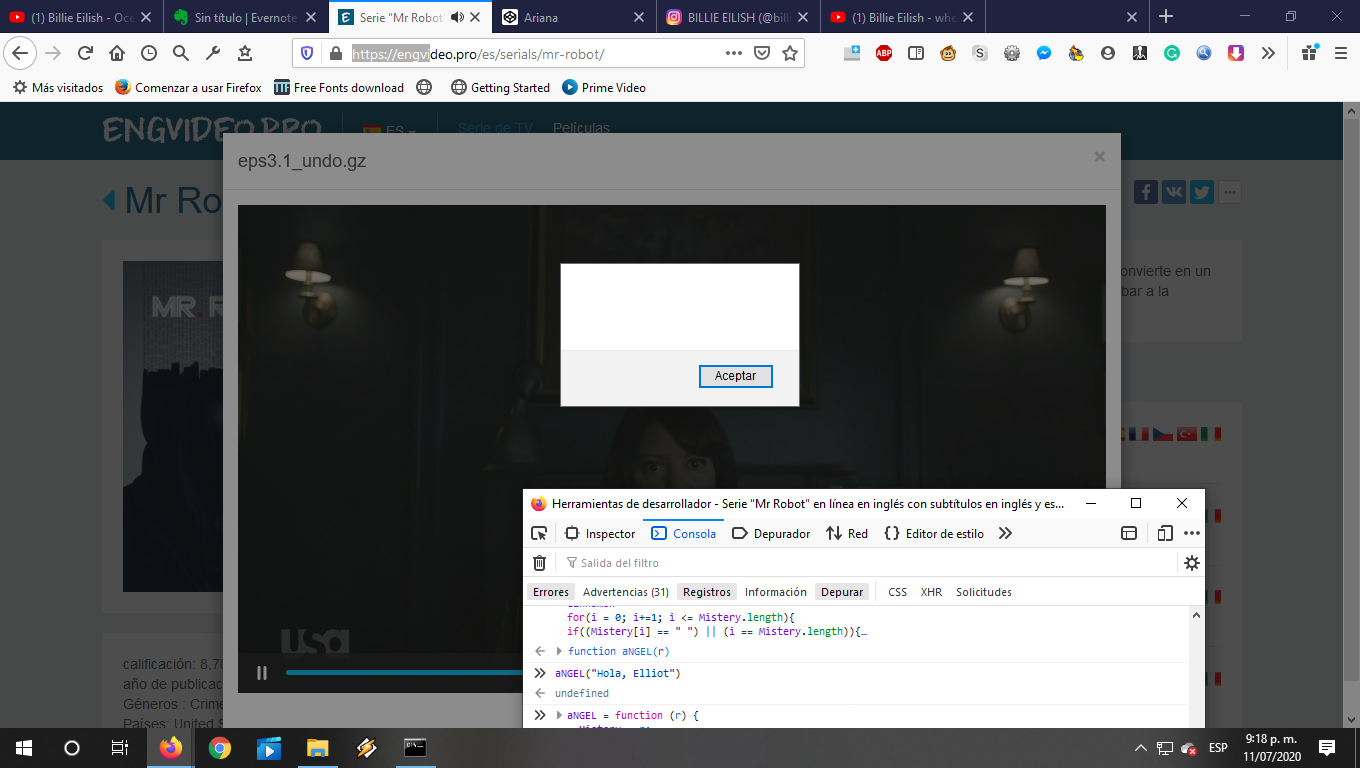 (1) Billie Eilish - Oce
Sin título | Evernote
Serie "Mr Robot"
Ariana
BILLIE EILISH (@billi
(1) Billie Eilish - whe
https://engvideo.pro/es/serials/mr-robot/
ABP
S
Más visitados
Comenzar a usar Firefox
Free Fonts download
Getting Started
Prime Video
ENGVIDEO.PRO
ES
Serie de TV
Películas
eps3.1_undo.gz
×
Mr Ro
onvierte en un
bar a la
MR. R
Aceptar
usa
calificación: 8,70
año de publicac
Géneros : Crime
Países: United S
Herramientas de desarrollador - Serie "Mr Robot" en línea en inglés con subtítulos en inglés y es...
Inspector
Consola
Depurador
Red
Editor de estilo
Salida del filtro
Errores
Advertencias (31)
Registros
Información
Depurar
CSS
XHR
Solicitudes
for(i = 0; i+=1; i <= Mistery.length){
if((Mistery[i] == " ") || (i == Mistery.length)){…
function aNGEL(r)
aNGEL("Hola, Elliot")
undefined
aNGEL = function (r) {
ESP
9:18 p. m.
11/07/2020